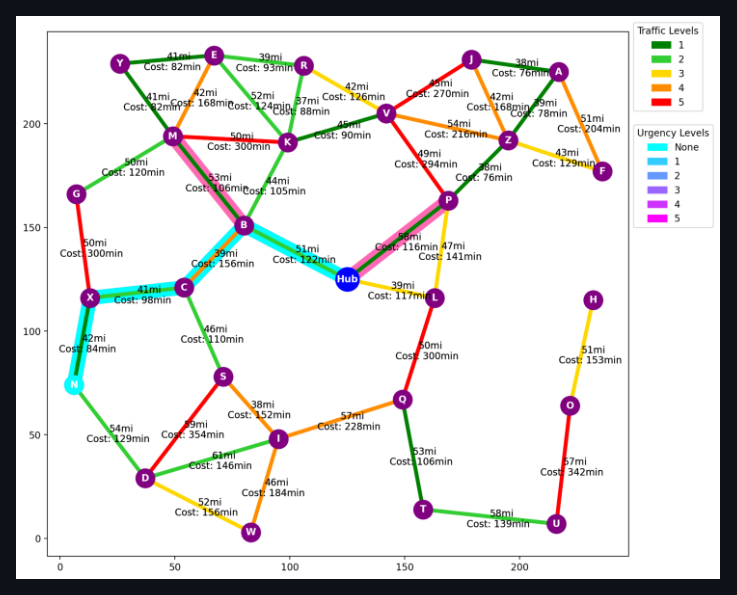 Traffic Levels
1
2
3
4
5
Urgency Levels
None
1
2
3
4
5
Y
E
R
J
A
41mi
Cost: 82min
39mi
Cost: 93min
45mi
Cost: 270min
38mi
Cost: 76min
41mi
Cost: 82min
42mi
Cost: 168min
52mi
Cost: 124min
37mi
Cost: 88min
42mi
Cost: 126min
42mi
Cost: 168min
39mi
Cost: 78min
51mi
Cost: 204min
M
K
V
Z
F
50mi
Cost: 300min
45mi
Cost: 90min
54mi
Cost: 216min
43mi
Cost: 129min
50mi
Cost: 120min
53mi
Cost: 106min
44mi
Cost: 105min
49mi
Cost: 294min
38mi
Cost: 76min
G
B
P
50mi
Cost: 300min
39mi
Cost: 156min
51mi
Cost: 122min
58mi
Cost: 116min
47mi
Cost: 141min
Hub
X
C
L
H
41mi
Cost: 98min
39mi
Cost: 117min
42mi
Cost: 84min
46mi
Cost: 110min
50mi
Cost: 300min
51mi
Cost: 153min
N
S
Q
O
54mi
Cost: 129min
59mi
Cost: 354min
38mi
Cost: 152min
57mi
Cost: 228min
I
D
61mi
Cost: 146min
46mi
Cost: 184min
53mi
Cost: 106min
57mi
Cost: 342min
52mi
Cost: 156min
58mi
Cost: 139min
W
T
U
200
150
100
50
0
0
50
100
150
200